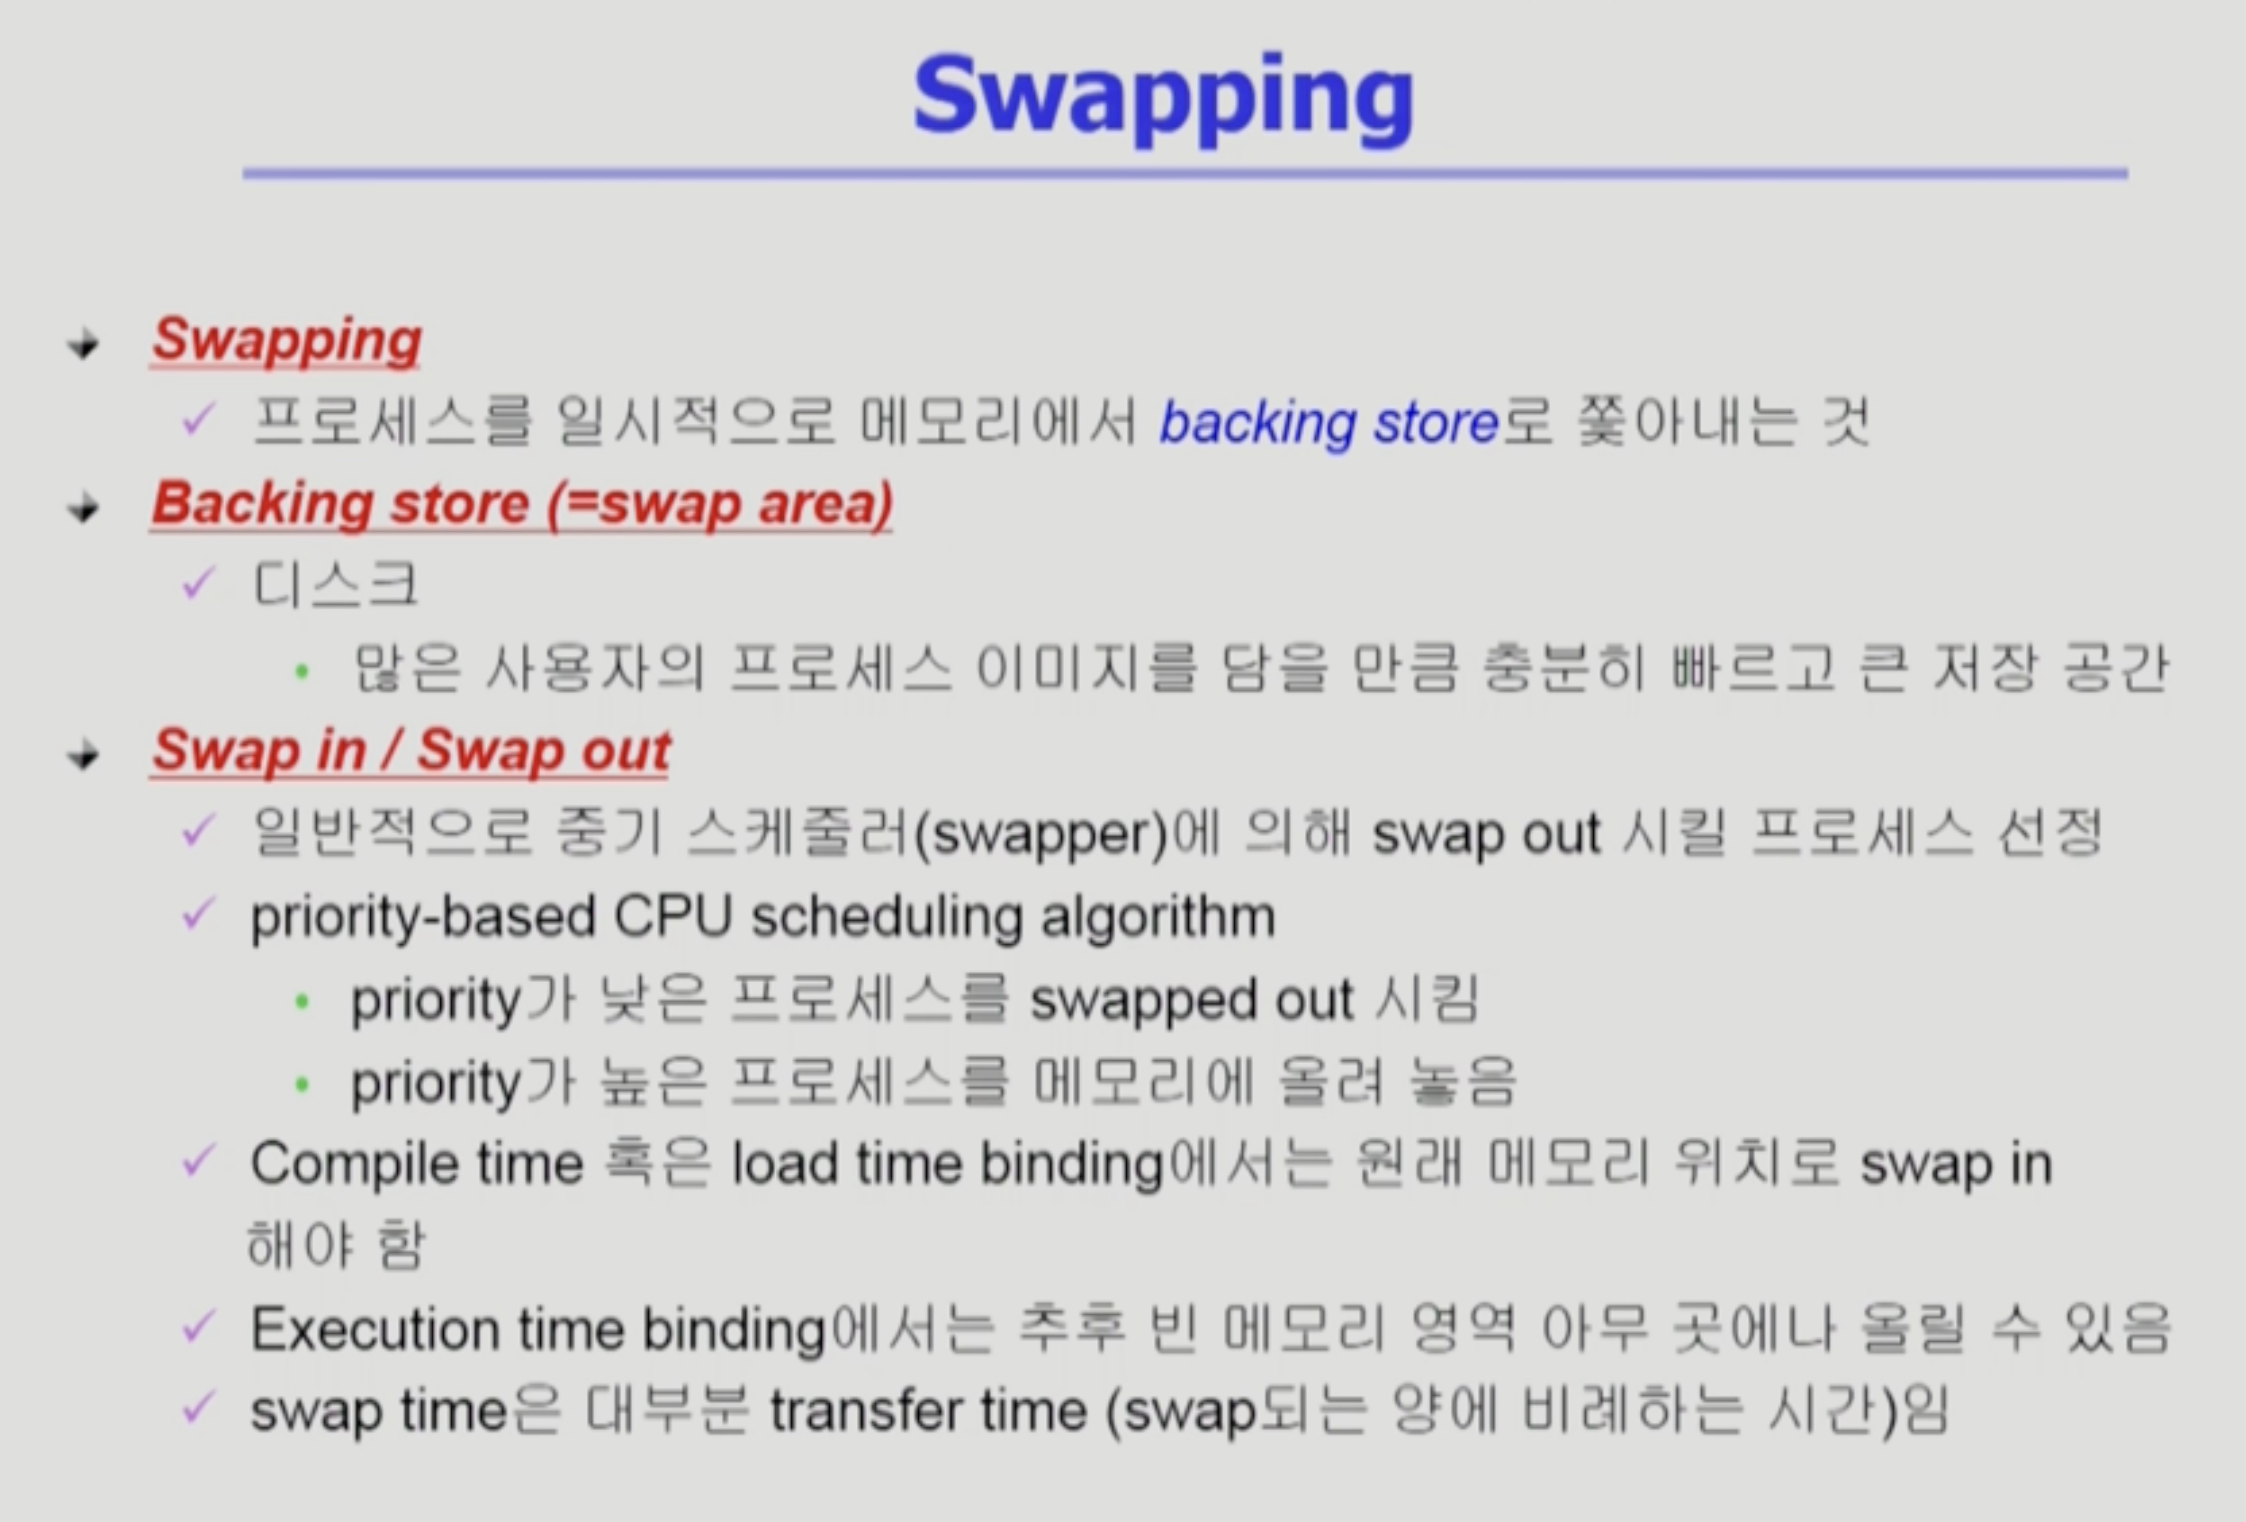 Swapping
Swapping
프로세스를 일시적으로 메모리에서 backing store로 쫓아내는 것
Backing store (=swap area)
디스크
많은 사용자의 프로세스 이미지를 담을 만큼 충분히 빠르고 큰 저장 공간
Swap in / Swap out
일반적으로 중기 스케줄러(swapper)에 의해 swap out 시킬 프로세스 선정
priority-based CPU scheduling algorithm
priority가 낮은 프로세스를 swapped out 시킴
priority가 높은 프로세스를 메모리에 올려 놓음
Compile time 혹은 load time binding에서는 원래 메모리 위치로 swap in
해야 함
Execution time binding에서는 추후 빈 메모리 영역 아무 곳에나 올릴 수 있음
swap time은 대부분 transfer time (swap되는 양에 비례하는 시간)임